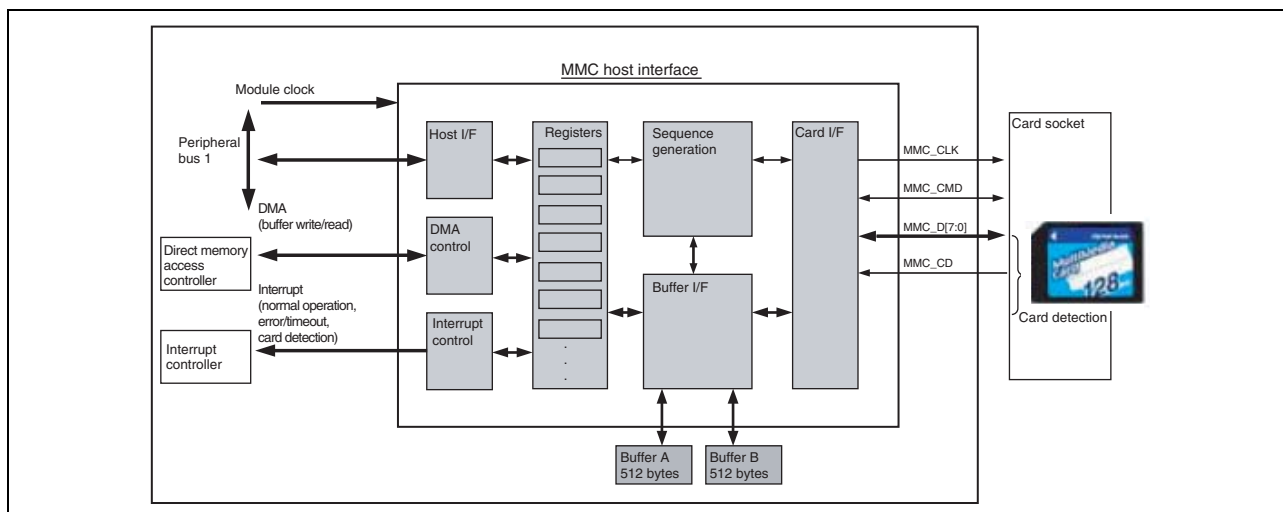 MMC host interface
Module clock
Peripheral
bus 1
Host I/F
Registers
Sequence
generation
Card I/F
Card socket
MMC_CLK
MMC_CMD
MMC_D[7:0]
MMC_CD
DMA
(buffer write/read)
Direct memory
access
controller
DMA
control
Interrupt
(normal operation,
error/timeout,
card detection)
Interrupt
controller
Interrupt
control
.
.
.
Buffer I/F
MultiMedia
Card
128
Card detection
Buffer A
512 bytes
Buffer B
512 bytes